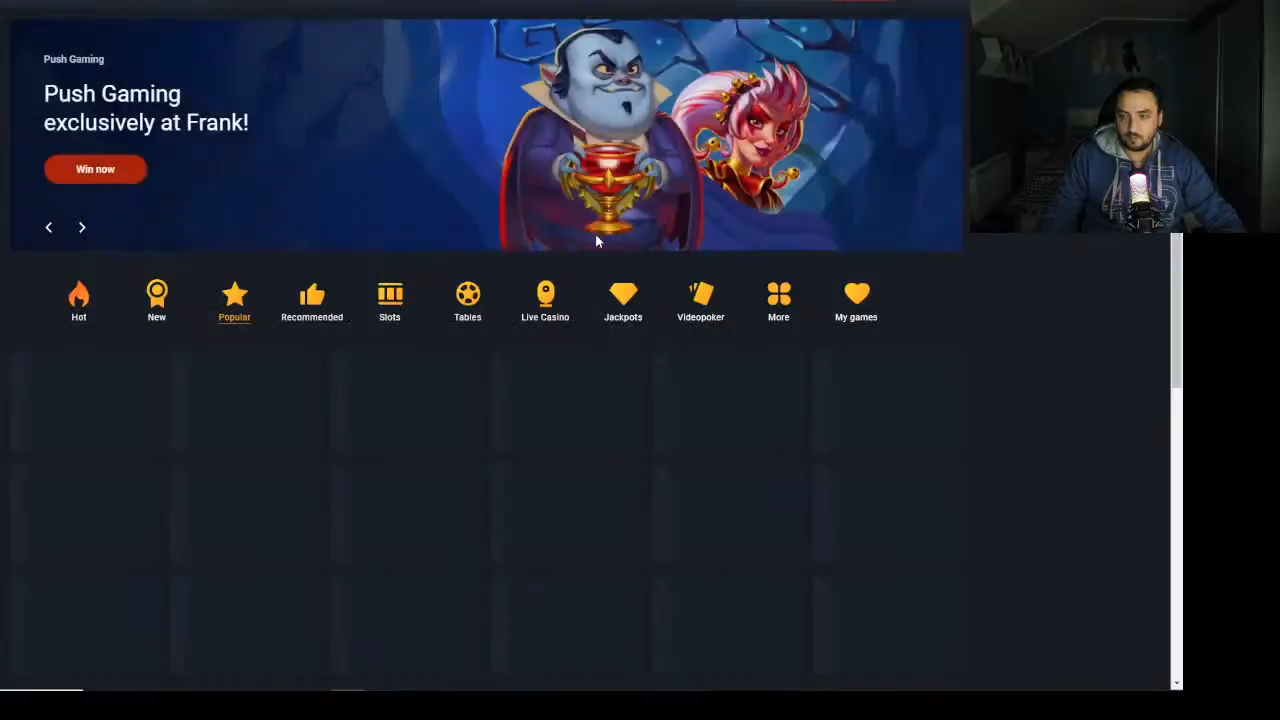 Push Gaming
Push Gaming
exclusively at Frank!
Win now
Hot
New
Popular
Recommended
Slots
Tables
Live Casino
Jackpots
Videopoker
More
My games